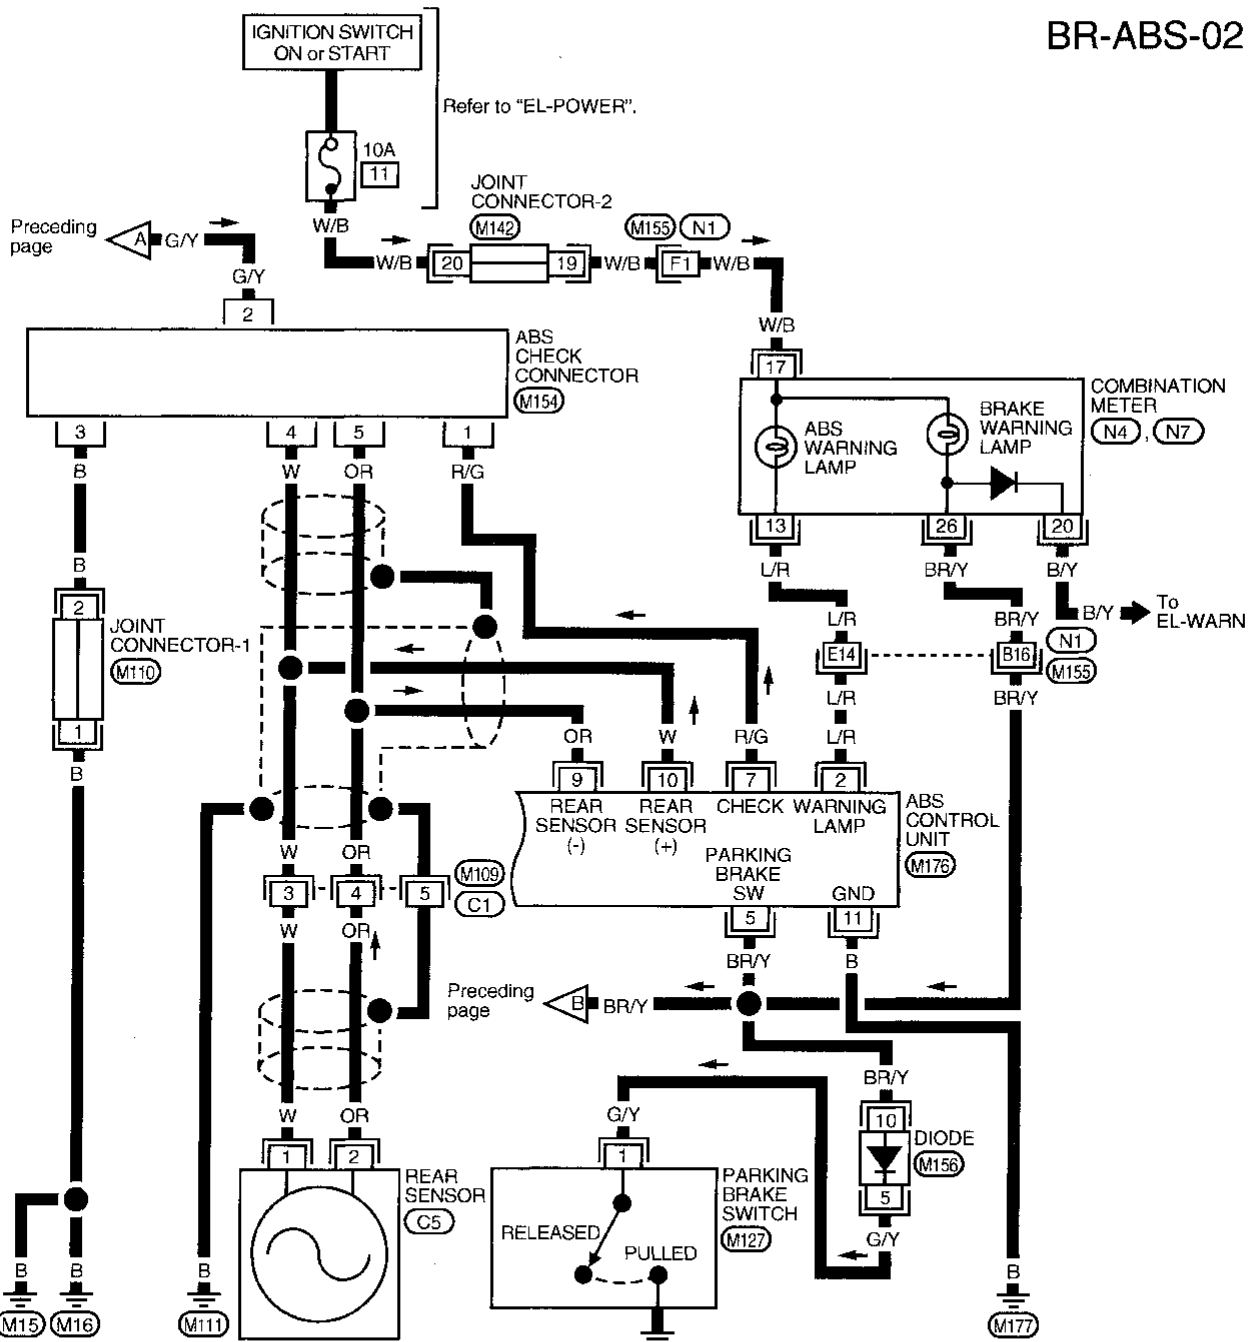 BR-ABS-02
IGNITION SWITCH
ON or START
Refer to "EL-POWER".
10A
11
W/B
JOINT
CONNECTOR-2
M142
M155 N1
W/B 20 19 W/B F1 W/B
Preceding
page
A G/Y
G/Y
2
W/B
17
ABS
CHECK
CONNECTOR
M154
COMBINATION
METER
N4 , N7
ABS
WARNING
LAMP
BRAKE
WARNING
LAMP
3 4 5 1
B W OR R/G
13 26 20
L/R BR/Y B/Y
B
2
JOINT
CONNECTOR-1
M110
1
B
L/R BR/Y B/Y To
EL-WARN
N1
M155
E14 B16
L/R BR/Y
OR W R/G L/R
9 10 7 2
REAR
SENSOR
(-)
REAR
SENSOR
(+)
CHECK
WARNING
LAMP
ABS
CONTROL
UNIT
M176
PARKING
BRAKE
SW
GND
5 11
W OR
3 4 5
M109
C1
W OR
BR/Y B
Preceding
page
B BR/Y
BR/Y
10
DIODE
M156
5
G/Y
G/Y
1
PARKING
BRAKE
SWITCH
M127
RELEASED
PULLED
W OR
1 2
REAR
SENSOR
C5
B B B B
M15 M16 M111 M177